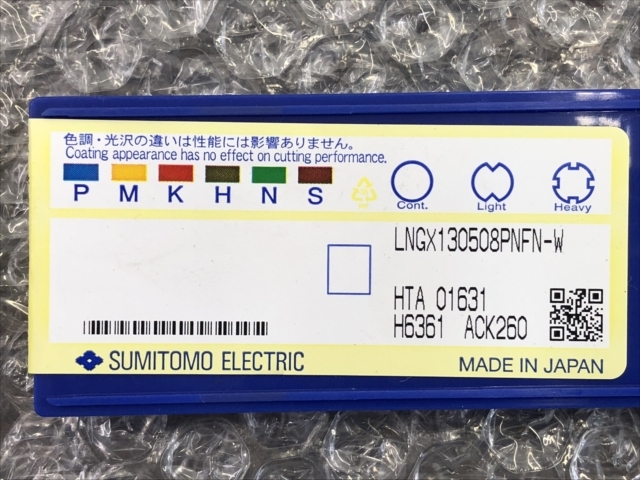 色調・光沢の違いは性能には影響ありません。
Coating appearance has no effect on cutting performance.
P M K H N S
Cont. Light Heavy
LNGX130508PNFN-W
HTA 01631
H6361 ACK260
SUMITOMO ELECTRIC
MADE IN JAPAN